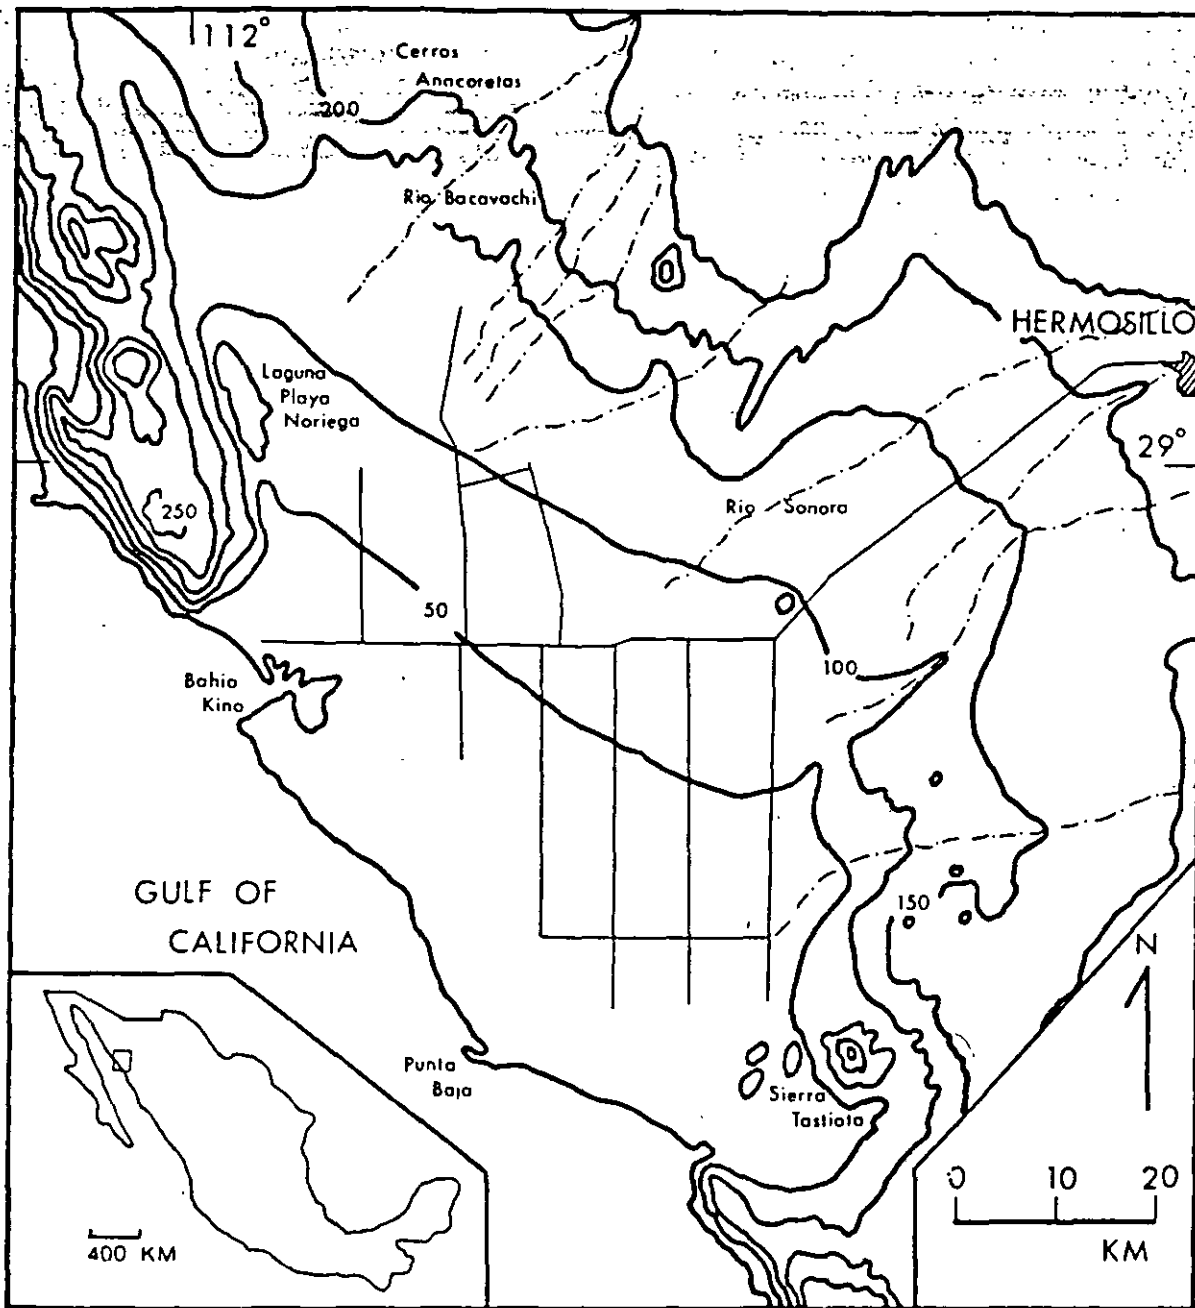 112°
Cerros
Anacoretas
200
Rio Bacavachi
HERMOSILLO
Laguna
Playa
Noriega
29°
250
Rio Sonora
50
100
Bahia
Kino
150
GULF OF
CALIFORNIA
N
Punta
Baja
Sierra
Tastiota
0 10 20
KM
400 KM